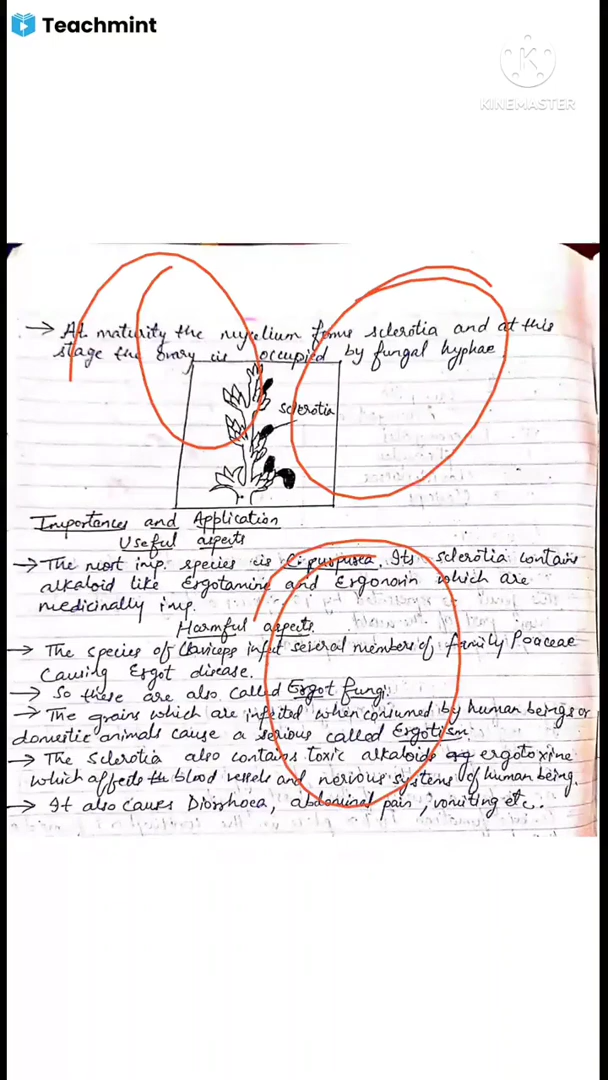 Teachmint
KINEMASTER
→ At maturity the mycelium forms sclerotia and at this
stage the ovary is occupied by fungal hyphae
sclerotia
Importances and Application
Useful aspects
→ The most imp. species is C. purpurea. Its sclerotia contains
alkaloid like Ergotamine and Ergonovin which are
medicinally imp.
Harmful aspects
→ The species of Claviceps infect several members of family Poaceae
causing Ergot disease.
→ So these are also called Ergot fungi.
→ The grains which are infected when consumed by human beings or
domestic animals cause a serious called Ergotism.
→ The Sclerotia also contains toxic alkaloids ergotoxine
which affects the blood vessels and nervious systems of human being.
→ It also causes Diorrhoea, abdominal pain, vomiting etc..